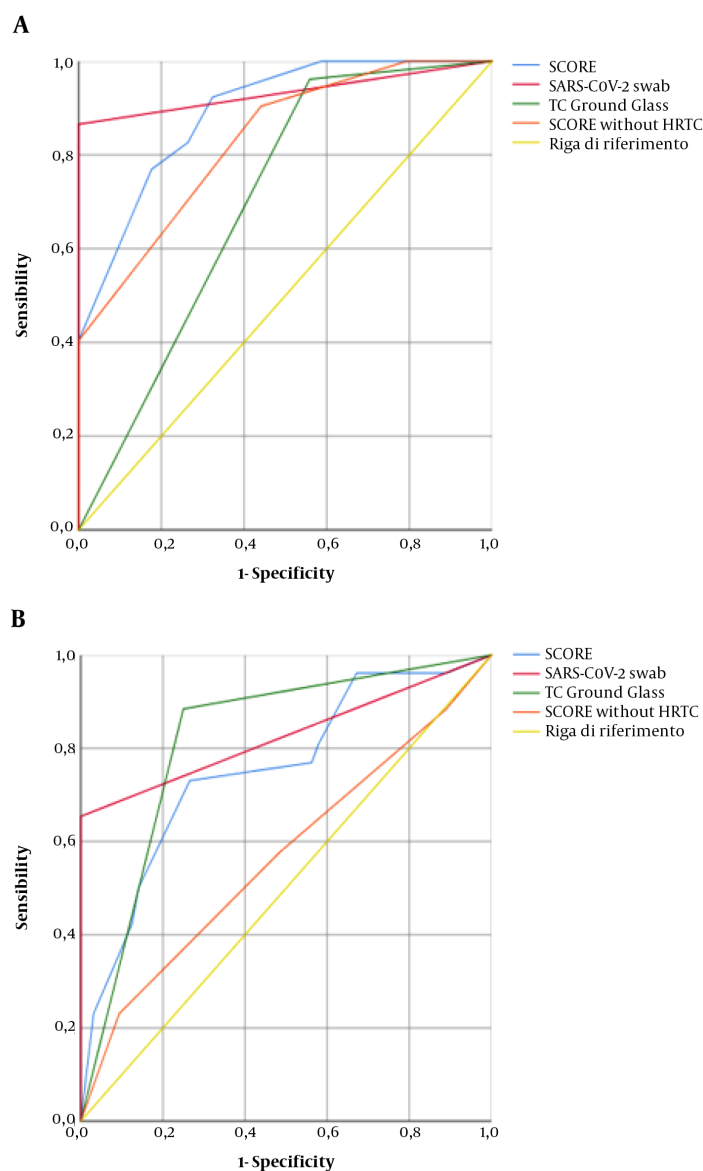 A
1,0
0,8
0,6
0,4
0,2
0,0
Sensibility
0,0 0,2 0,4 0,6 0,8 1,0
1- Specificity
SCORE
SARS-CoV-2 swab
TC Ground Glass
SCORE without HRTC
Riga di riferimento
B
1,0
0,8
0,6
0,4
0,2
0,0
Sensibility
0,0 0,2 0,4 0,6 0,8 1,0
1- Specificity
SCORE
SARS-CoV-2 swab
TC Ground Glass
SCORE without HRTC
Riga di riferimento